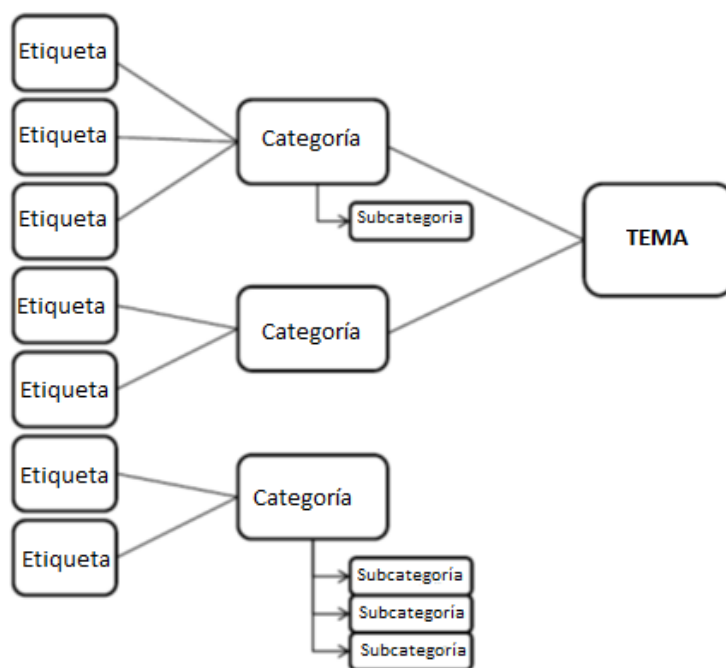 Etiqueta
Etiqueta
Etiqueta
Etiqueta
Etiqueta
Etiqueta
Etiqueta
Categoría
Subcategoria
Categoría
Categoría
Subcategoría
Subcategoría
Subcategoría
TEMA